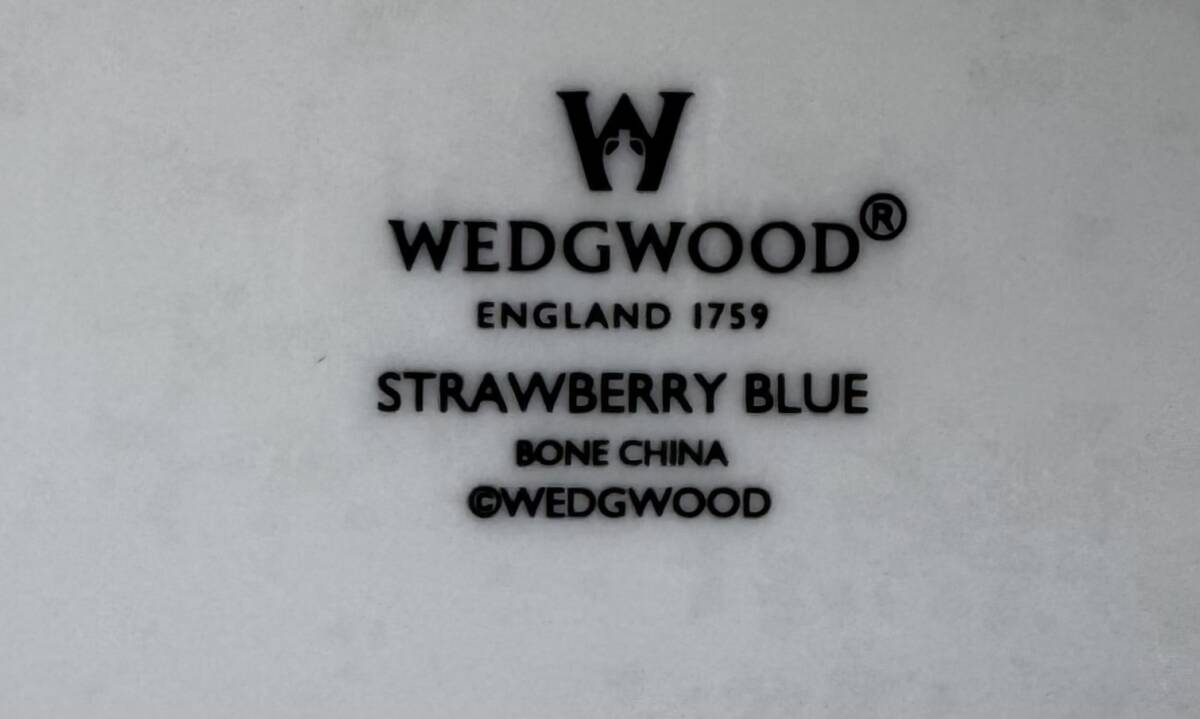 W
WEDGWOOD®
ENGLAND 1759
STRAWBERRY BLUE
BONE CHINA
©WEDGWOOD